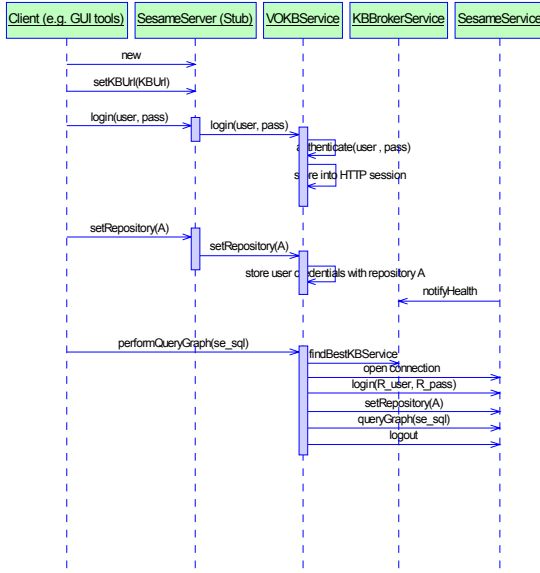 Client (e.g. GUI tools) SesameServer (Stub) VOKBService KBBrokerService SesameService
new
setKBUrl(KBUrl)
login(user, pass)
login(user, pass)
authenticate(user , pass)
store into HTTP session
setRepository(A)
setRepository(A)
store user credentials with repository A
notifyHealth
performQueryGraph(se_sql)
findBestKBService
open connection
login(R_user, R_pass)
setRepository(A)
queryGraph(se_sql)
logout